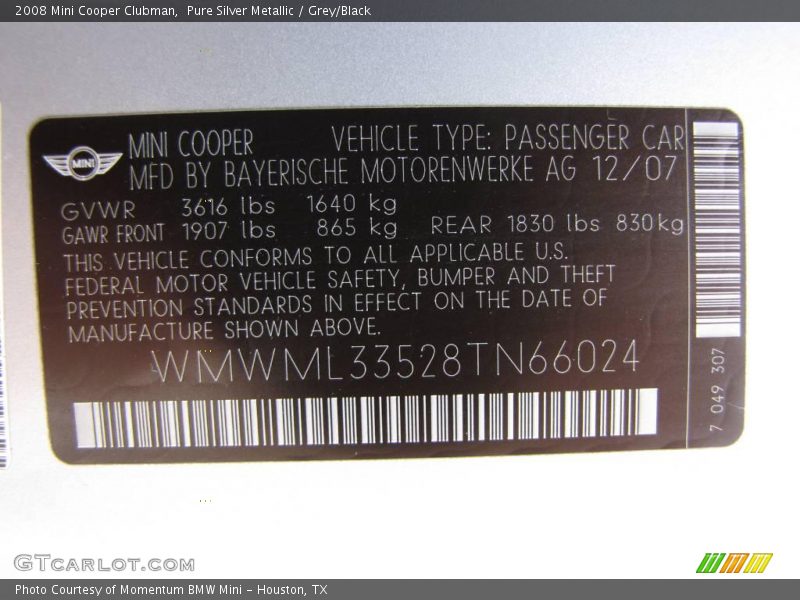 2008 Mini Cooper Clubman,  Pure Silver Metallic / Grey/Black
MINI
MINI COOPER VEHICLE TYPE: PASSENGER CAR
MFD BY BAYERISCHE MOTORENWERKE AG 12/07
GVWR 3616 lbs 1640 kg
GAWR FRONT 1907 lbs 865 kg REAR 1830 lbs 830kg
THIS VEHICLE CONFORMS TO ALL APPLICABLE U.S.
FEDERAL MOTOR VEHICLE SAFETY, BUMPER AND THEFT
PREVENTION STANDARDS IN EFFECT ON THE DATE OF
MANUFACTURE SHOWN ABOVE.
WMWML33528TN66024
7 049 307
GTCARLOT.COM
Photo Courtesy of Momentum BMW Mini - Houston, TX